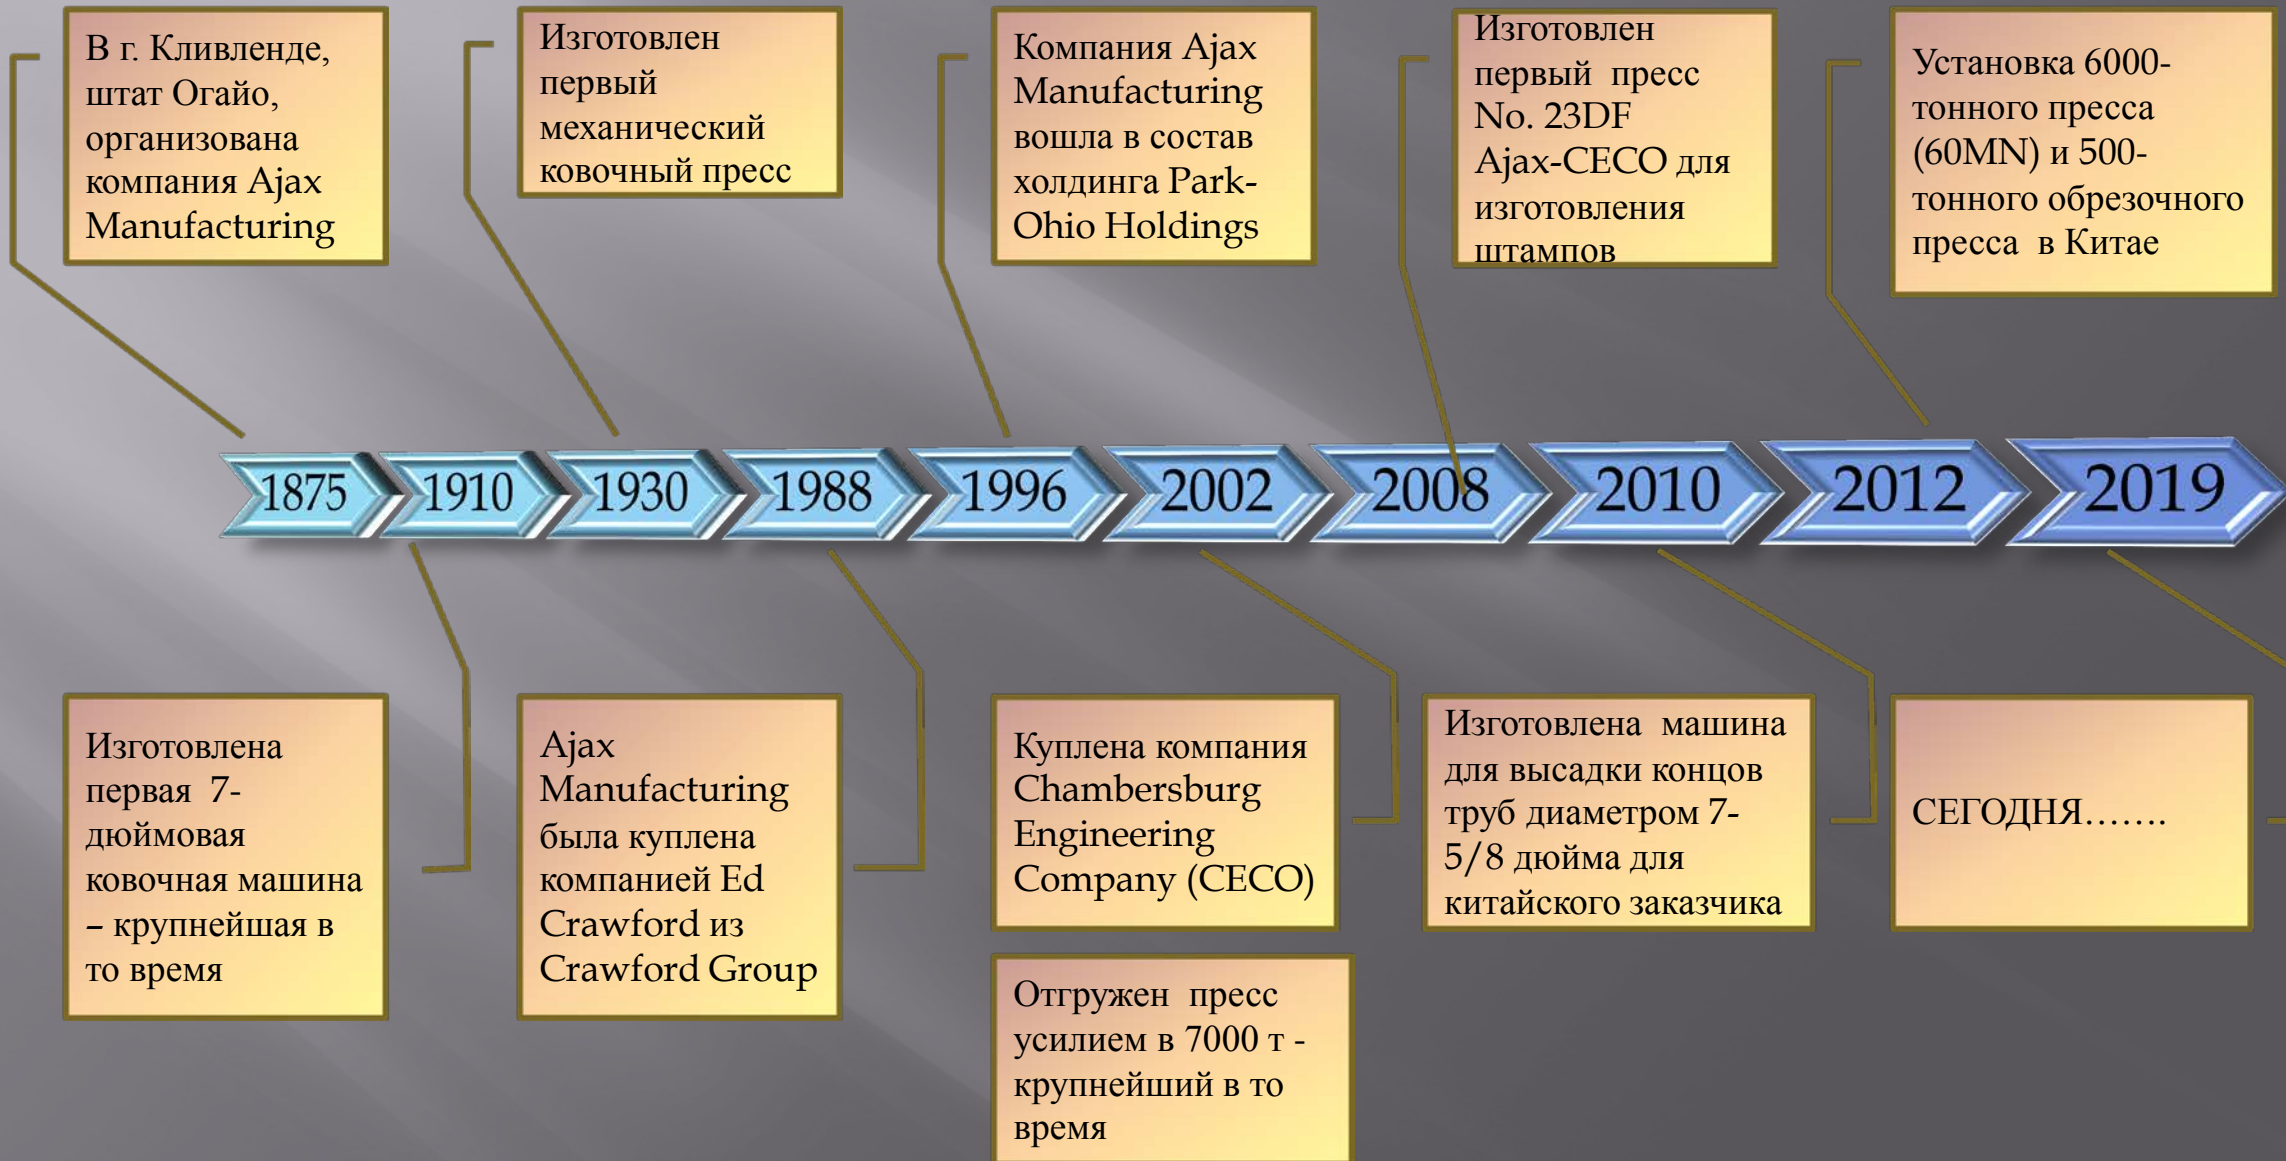 В г. Кливленде,
штат Огайо,
организована
компания Ajax
Manufacturing
Изготовлен
первый
механический
ковочный пресс
Компания Ajax
Manufacturing
вошла в состав
холдинга Park-
Ohio Holdings
Изготовлен
первый пресс
No. 23DF
Ajax-CECO для
изготовления
штампов
Установка 6000-
тонного пресса
(60MN) и 500-
тонного обрезочного
пресса в Китае
1875
1910
1930
1988
1996
2002
2008
2010
2012
2019
Изготовлена
первая 7-
дюймовая
ковочная машина
– крупнейшая в
то время
Ajax
Manufacturing
была куплена
компанией Ed
Crawford из
Crawford Group
Куплена компания
Chambersburg
Engineering
Company (CECO)
Отгружен пресс
усилием в 7000 т -
крупнейший в то
время
Изготовлена машина
для высадки концов
труб диаметром 7-
5/8 дюйма для
китайского заказчика
СЕГОДНЯ…….